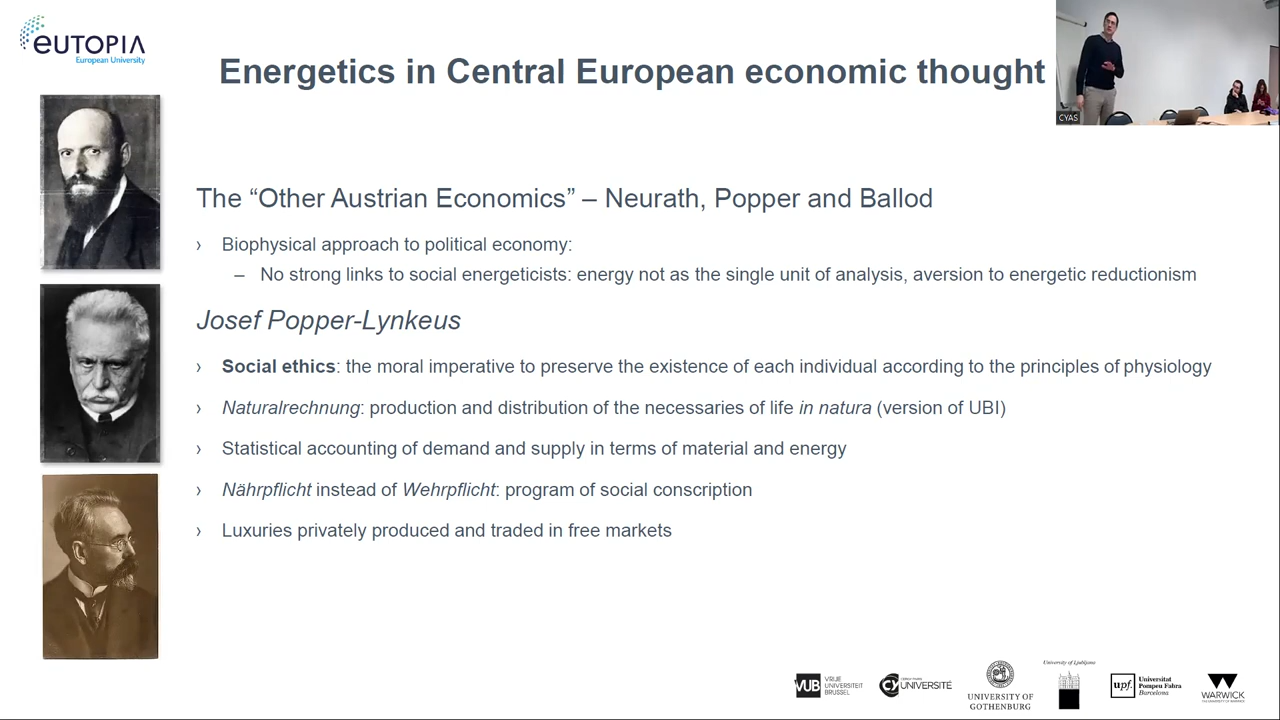 eUTOPIA
European University
Energetics in Central European economic thought
CYAS
The “Other Austrian Economics” – Neurath, Popper and Ballod
› Biophysical approach to political economy:
– No strong links to social energeticists: energy not as the single unit of analysis, aversion to energetic reductionism
Josef Popper-Lynkeus
› Social ethics: the moral imperative to preserve the existence of each individual according to the principles of physiology
› Naturalrechnung: production and distribution of the necessaries of life in natura (version of UBI)
› Statistical accounting of demand and supply in terms of material and energy
› Nährpflicht instead of Wehrpflicht: program of social conscription
› Luxuries privately produced and traded in free markets
VUB VRIJE
UNIVERSITEIT
BRUSSEL
CY UNIVERSITÉ
UNIVERSITY OF
GOTHENBURG
University of Ljubljana
upf. Universitat
Pompeu Fabra
Barcelona
WARWICK